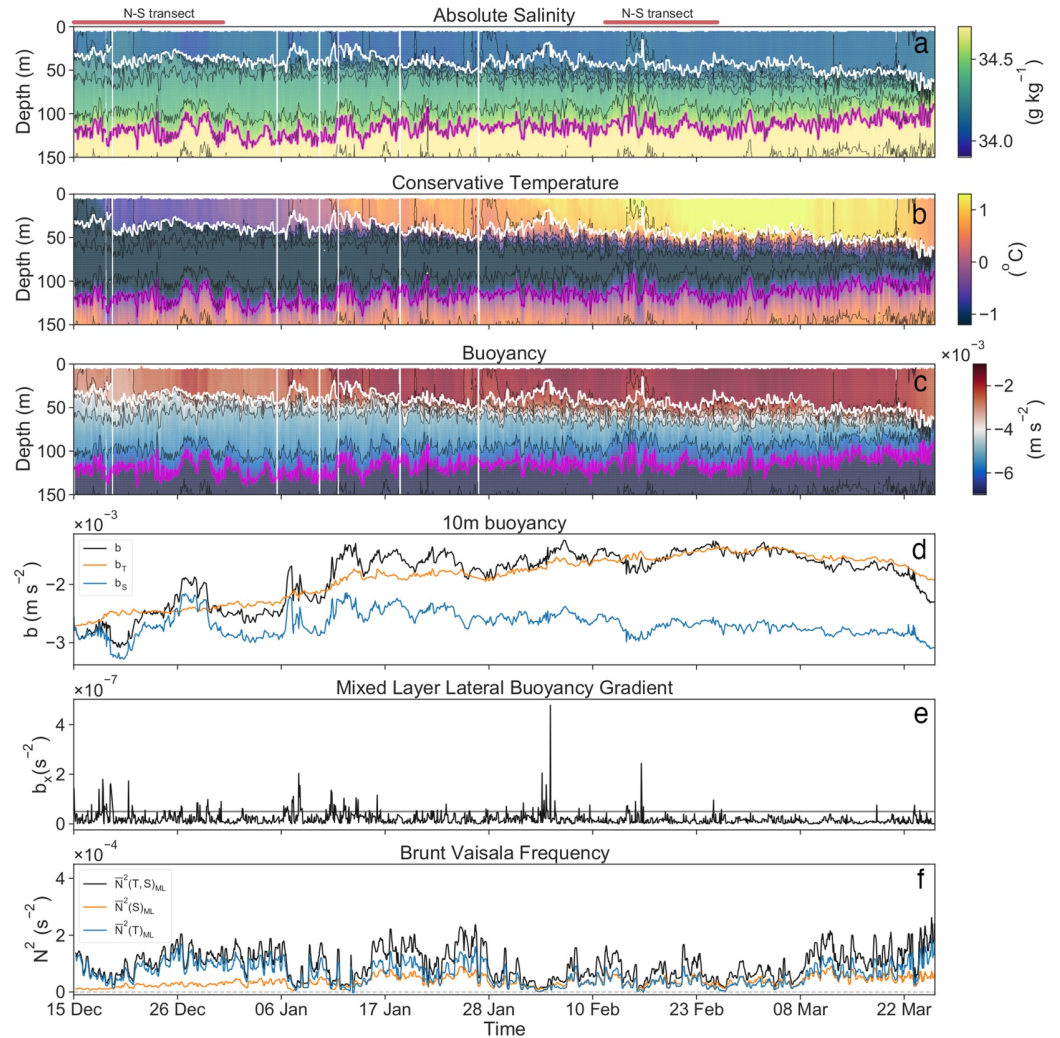 N-S transect
Absolute Salinity
N-S transect
0
50
100
150
Depth (m)
a
34.5
34.0
(g kg⁻¹)
Conservative Temperature
0
50
100
150
Depth (m)
b
1
0
−1
(°C)
Buoyancy
×10⁻³
0
50
100
150
Depth (m)
c
−2
−4
−6
(m s⁻²)
×10⁻³
10m buoyancy
b
b_T
b_S
−2
−3
b (m s⁻²)
d
×10⁻⁷
Mixed Layer Lateral Buoyancy Gradient
4
2
0
b_x(s⁻²)
e
×10⁻⁴
Brunt Vaisala Frequency
N̅²(T, S)_ML
N̅²(S)_ML
N̅²(T)_ML
4
2
0
N² (s⁻²)
f
15 Dec 26 Dec 06 Jan 17 Jan 28 Jan 10 Feb 23 Feb 08 Mar 22 Mar
Time